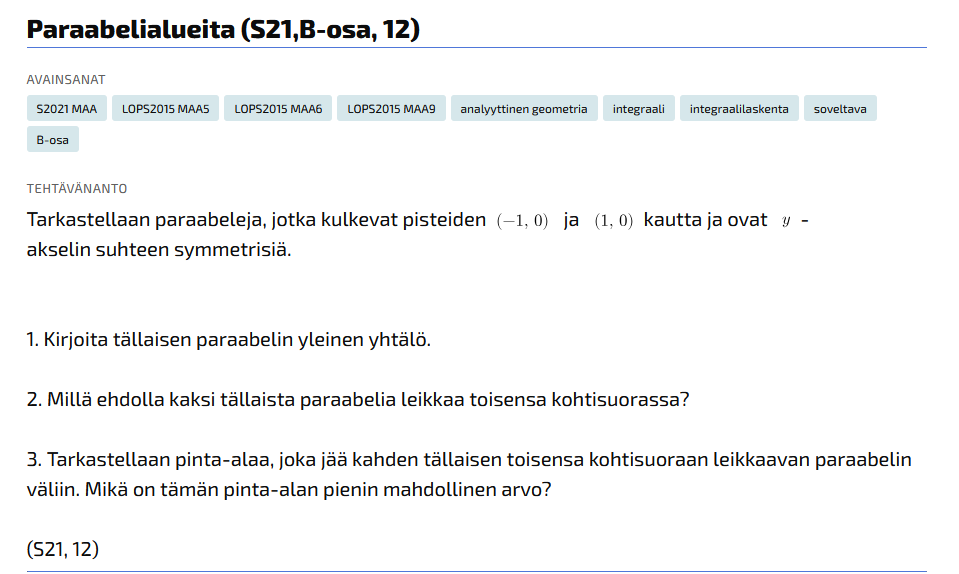 Paraabelialueita (S21,B-osa, 12)
AVAINSANAT
S2021 MAA LOPS2015 MAA5 LOPS2015 MAA6 LOPS2015 MAA9 analyyttinen geometria integraali integraalilaskenta soveltava
B-osa
TEHTÄVÄNANTO
Tarkastellaan paraabeleja, jotka kulkevat pisteiden (−1, 0) ja (1, 0) kautta ja ovat y -
akselin suhteen symmetrisiä.
1. Kirjoita tällaisen paraabelin yleinen yhtälö.
2. Millä ehdolla kaksi tällaista paraabelia leikkaa toisensa kohtisuorassa?
3. Tarkastellaan pinta-alaa, joka jää kahden tällaisen toisensa kohtisuoraan leikkaavan paraabelin
väliin. Mikä on tämän pinta-alan pienin mahdollinen arvo?
(S21, 12)